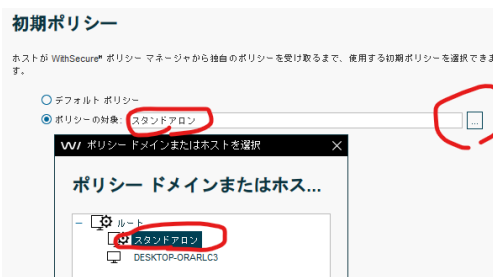 初期ポリシー
ホストが WithSecure® ポリシー マネージャから独自のポリシーを受け取るまで、使用する初期ポリシーを選択できま
す。
デフォルト ポリシー
ポリシーの対象: スタンドアロン ...
W/ ポリシー ドメインまたはホストを選択
ポリシー ドメインまたはホス...
ルート
スタンドアロン
DESKTOP-ORARLC3